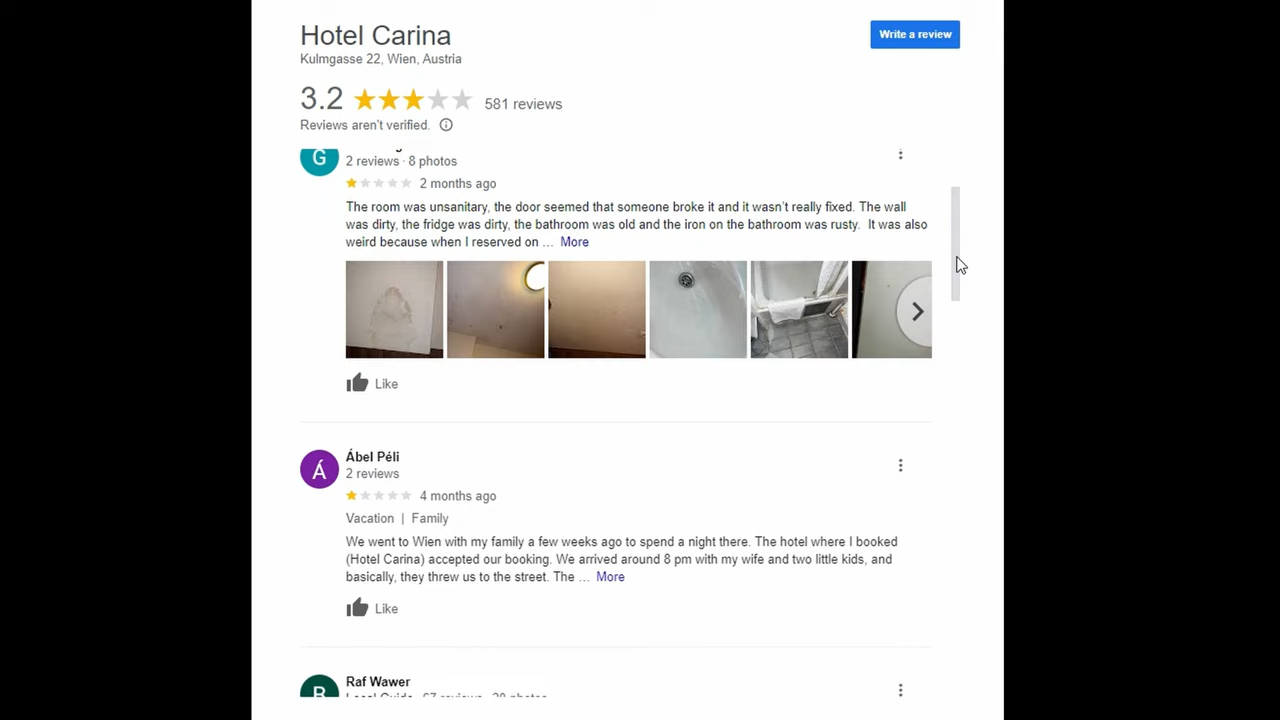 Hotel Carina
Write a review
Kulmgasse 22, Wien, Austria
3.2 581 reviews
Reviews aren't verified.
G
2 reviews · 8 photos
2 months ago
The room was unsanitary, the door seemed that someone broke it and it wasn't really fixed. The wall
was dirty, the fridge was dirty, the bathroom was old and the iron on the bathroom was rusty. It was also
weird because when I reserved on ... More
Like
Á
Ábel Péli
2 reviews
4 months ago
Vacation | Family
We went to Wien with my family a few weeks ago to spend a night there. The hotel where I booked
(Hotel Carina) accepted our booking. We arrived around 8 pm with my wife and two little kids, and
basically, they threw us to the street. The ... More
Like
Raf Wawer
Local Guide · 67 reviews · 28 photos